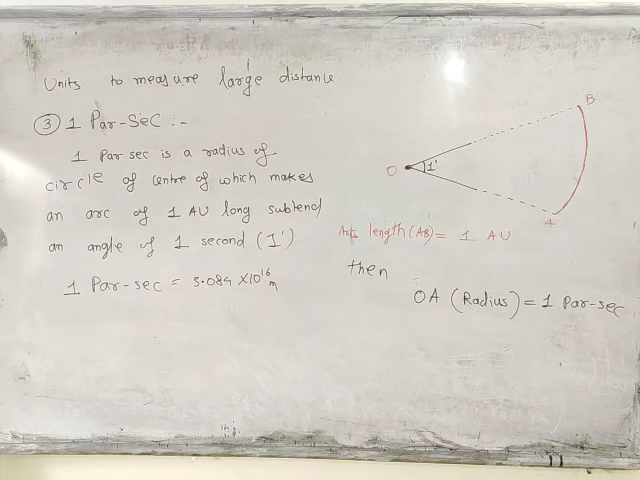 Units to measure large distance
③ 1 Par-Sec :-
1 Par sec is a radius of
circle of centre of which makes
an arc of 1 AU long subtend
an angle of 1 second (1')
1 Par-sec = 3.084 X10¹⁶ m
B
O
1'
A
Arc length (AB) = 1 AU
then
OA (Radius) = 1 Par-sec